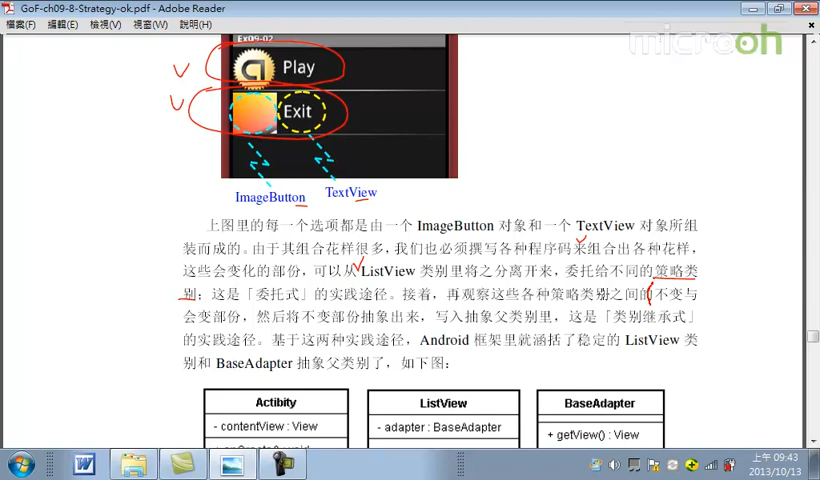 GoF-ch09-8-Strategy-ok.pdf - Adobe Reader
檔案(F) 編輯(E) 檢視(V) 視窗(W) 說明(H)
microoh
Ex09-02
Play
Exit
ImageButton
TextView
上图里的每一个选项都是由一个 ImageButton 对象和一个 TextView 对象所组
装而成的。由于其组合花样很多，我们也必须撰写各种程序码来组合出各种花样，
这些会变化的部份，可以从 ListView 类别里将之分离开来，委托给不同的策略类
别；这是「委托式」的实践途径。接着，再观察这些各种策略类别之间的不变与
会变部份，然后将不变部份抽象出来，写入抽象父类别里，这是「类别继承式」
的实践途径。基于这两种实践途径，Android 框架里就涵括了稳定的 ListView 类
别和 BaseAdapter 抽象父类别了，如下图：
Actibity ListView BaseAdapter
- contentView : View - adapter : BaseAdapter
+ getView() : View
上午 09:43
2013/10/13